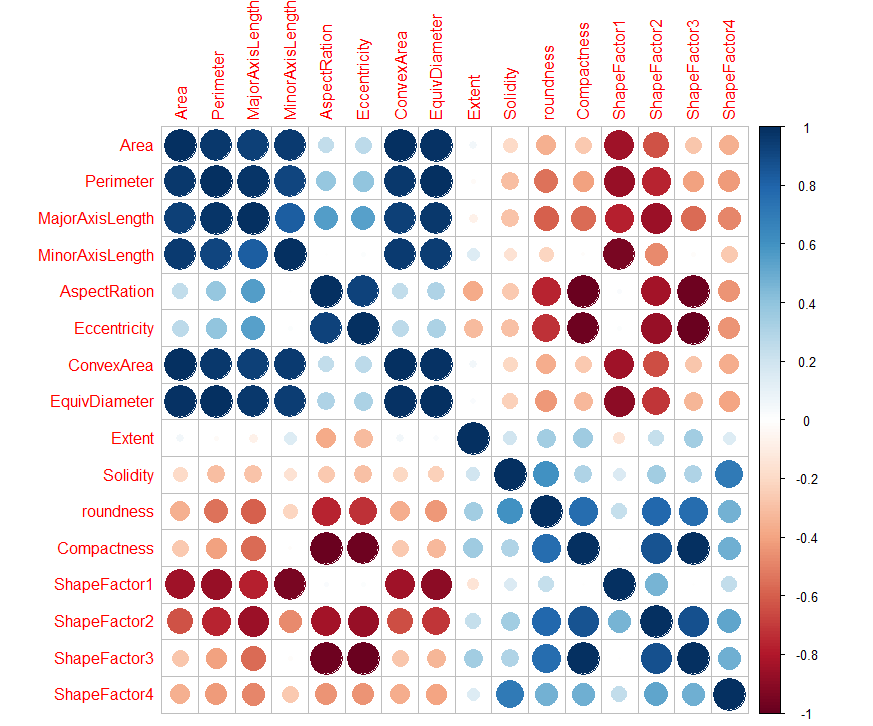 Area
Perimeter
MajorAxisLength
MinorAxisLength
AspectRation
Eccentricity
ConvexArea
EquivDiameter
Extent
Solidity
roundness
Compactness
ShapeFactor1
ShapeFactor2
ShapeFactor3
ShapeFactor4
Area
Perimeter
MajorAxisLength
MinorAxisLength
AspectRation
Eccentricity
ConvexArea
EquivDiameter
Extent
Solidity
roundness
Compactness
ShapeFactor1
ShapeFactor2
ShapeFactor3
ShapeFactor4
1
0.8
0.6
0.4
0.2
0
-0.2
-0.4
-0.6
-0.8
-1